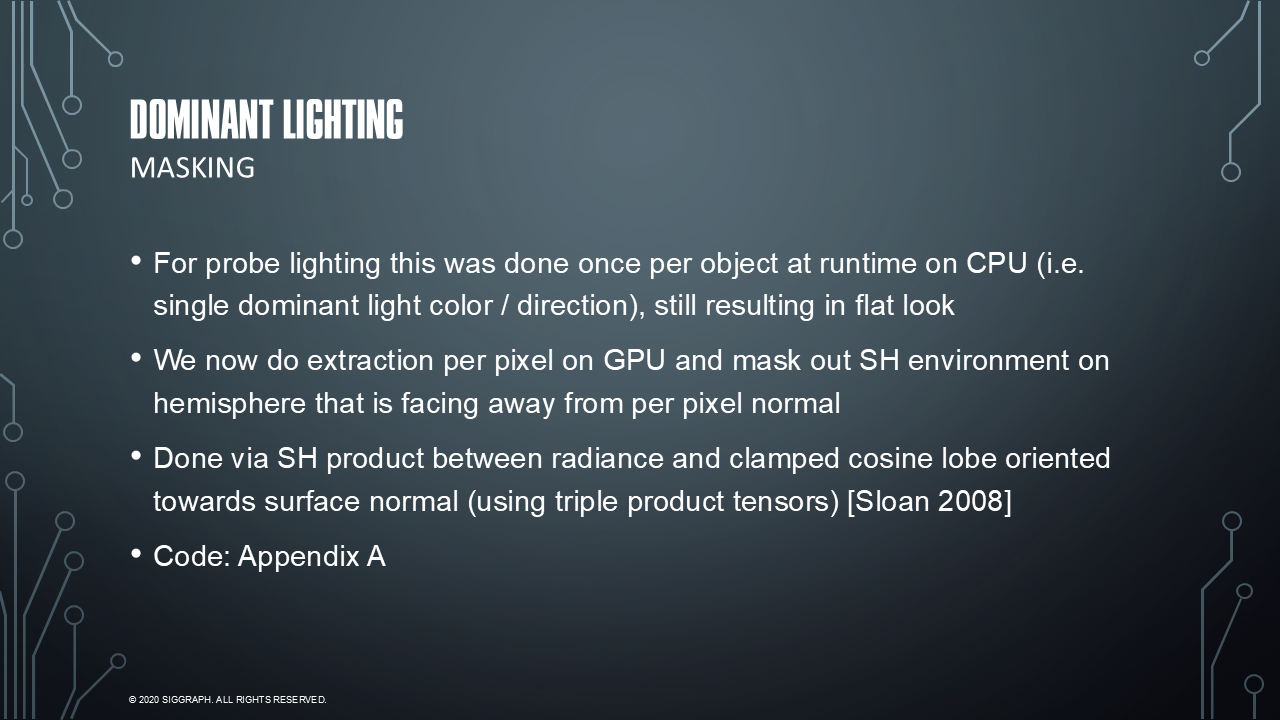 DOMINANT LIGHTING
MASKING
• For probe lighting this was done once per object at runtime on CPU (i.e.
single dominant light color / direction), still resulting in flat look
• We now do extraction per pixel on GPU and mask out SH environment on
hemisphere that is facing away from per pixel normal
• Done via SH product between radiance and clamped cosine lobe oriented
towards surface normal (using triple product tensors) [Sloan 2008]
• Code: Appendix A
© 2020 SIGGRAPH. ALL RIGHTS RESERVED.